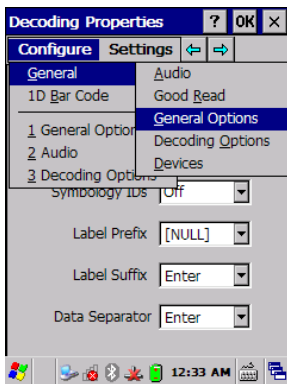 Decoding Properties ? OK ×
Configure Settings
General
1D Bar Code
1 General Option
2 Audio
3 Decoding Options
Audio
Good Read
General Options
Decoding Options
Devices
Symbology IDs Off
Label Prefix [NULL]
Label Suffix Enter
Data Separator Enter
12:33 AM